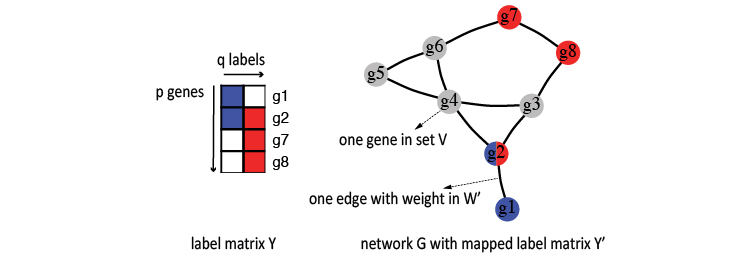 q labels
p genes
g1
g2
g7
g8
label matrix Y
g7
g8
g6
g5
g4
g3
one gene in set V
g2
one edge with weight in W’
g1
network G with mapped label matrix Y’